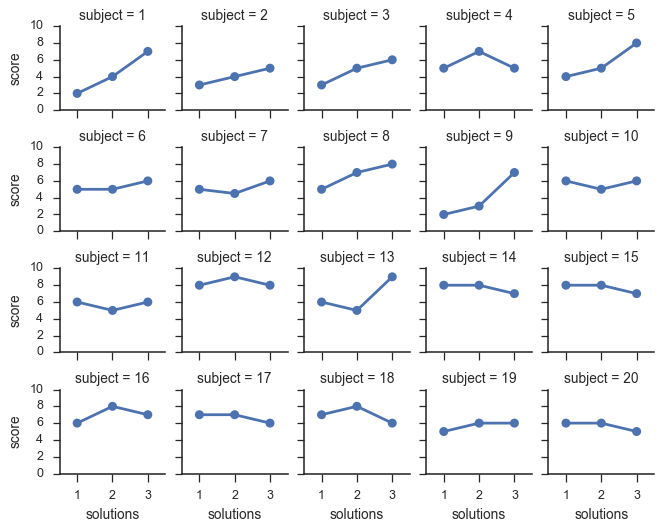 subject = 1 subject = 2 subject = 3 subject = 4 subject = 5
score
10
8
6
4
2
0
subject = 6 subject = 7 subject = 8 subject = 9 subject = 10
score
10
8
6
4
2
0
subject = 11 subject = 12 subject = 13 subject = 14 subject = 15
score
10
8
6
4
2
0
subject = 16 subject = 17 subject = 18 subject = 19 subject = 20
score
10
8
6
4
2
0
1 2 3 1 2 3 1 2 3 1 2 3 1 2 3
solutions solutions solutions solutions solutions